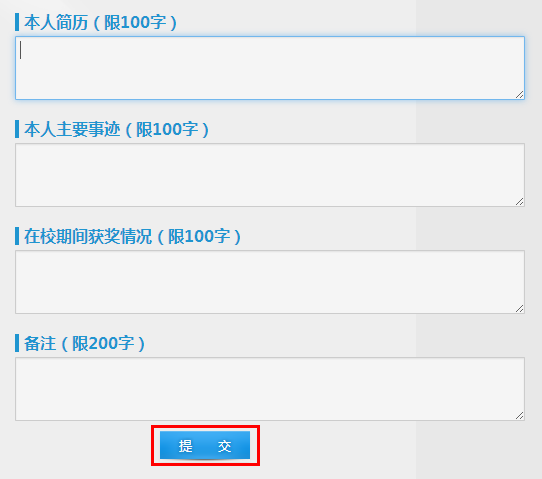 本人简历（限100字）
本人主要事迹（限100字）
在校期间获奖情况（限100字）
备注（限200字）
提 交